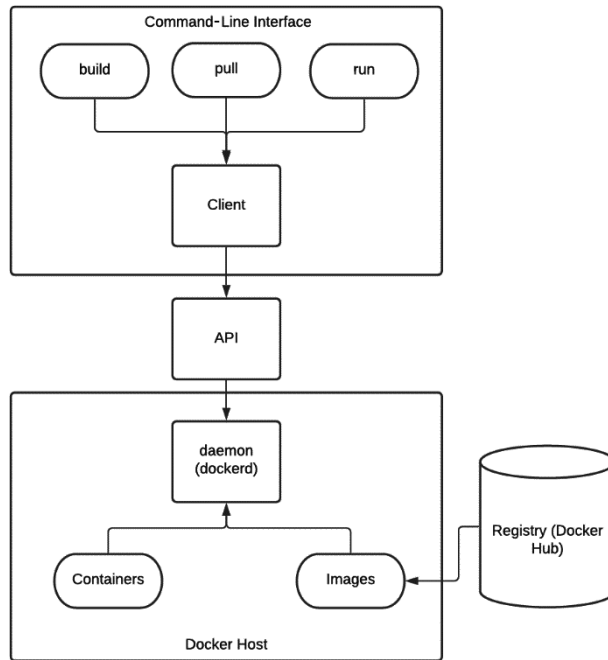 Command-Line Interface
build
pull
run
Client
API
daemon
(dockerd)
Containers
Images
Registry (Docker
Hub)
Docker Host